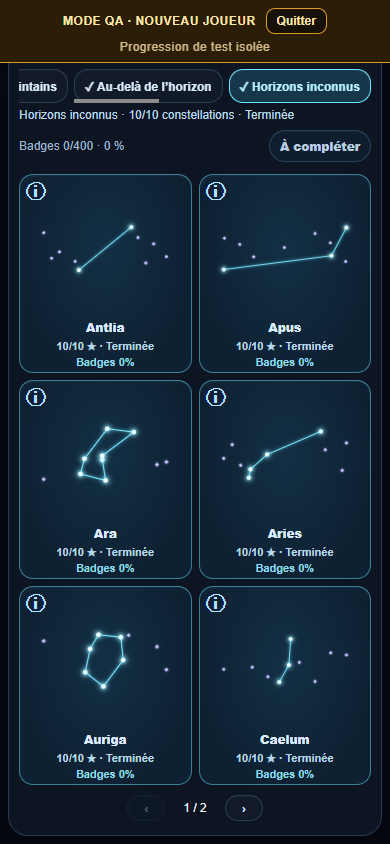 MODE QA · NOUVEAU JOUEUR Quitter
Progression de test isolée
intains ✓ Au-delà de l'horizon ✓ Horizons inconnus
Horizons inconnus · 10/10 constellations · Terminée
Badges 0/400 · 0 % À compléter
Antlia Apus
10/10 ★ · Terminée 10/10 ★ · Terminée
Badges 0% Badges 0%
Ara Aries
10/10 ★ · Terminée 10/10 ★ · Terminée
Badges 0% Badges 0%
Auriga Caelum
10/10 ★ · Terminée 10/10 ★ · Terminée
Badges 0% Badges 0%
‹ 1 / 2 ›